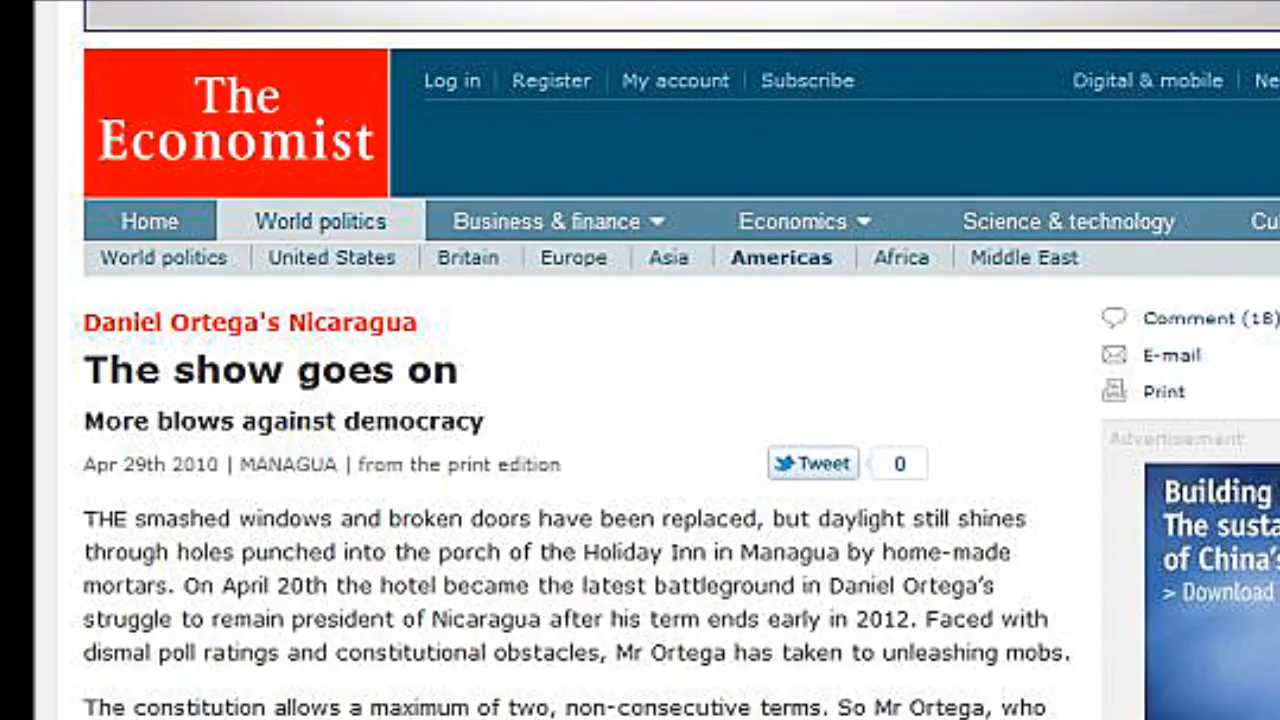 The
Economist
Log in Register My account Subscribe Digital & mobile
Home World politics Business & finance Economics Science & technology
World politics United States Britain Europe Asia Americas Africa Middle East
Daniel Ortega's Nicaragua
Comment (18)
The show goes on
E-mail
Print
More blows against democracy
Advertisement
Apr 29th 2010 | MANAGUA | from the print edition
Tweet 0
Building
The
of China's
> Download
THE smashed windows and broken doors have been replaced, but daylight still shines
through holes punched into the porch of the Holiday Inn in Managua by home-made
mortars. On April 20th the hotel became the latest battleground in Daniel Ortega's
struggle to remain president of Nicaragua after his term ends early in 2012. Faced with
dismal poll ratings and constitutional obstacles, Mr Ortega has taken to unleashing mobs.
The constitution allows a maximum of two, non-consecutive terms. So Mr Ortega, who